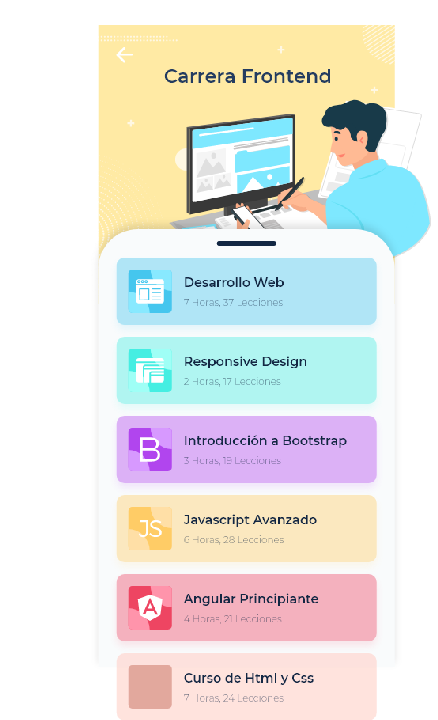 Carrera Frontend
Desarrollo Web
7 Horas, 37 Lecciones
Responsive Design
2 Horas, 17 Lecciones
B
Introducción a Bootstrap
3 Horas, 18 Lecciones
JS
Javascript Avanzado
6 Horas, 28 Lecciones
A
Angular Principiante
4 Horas, 21 Lecciones
Curso de Html y Css
7 Horas, 24 Lecciones